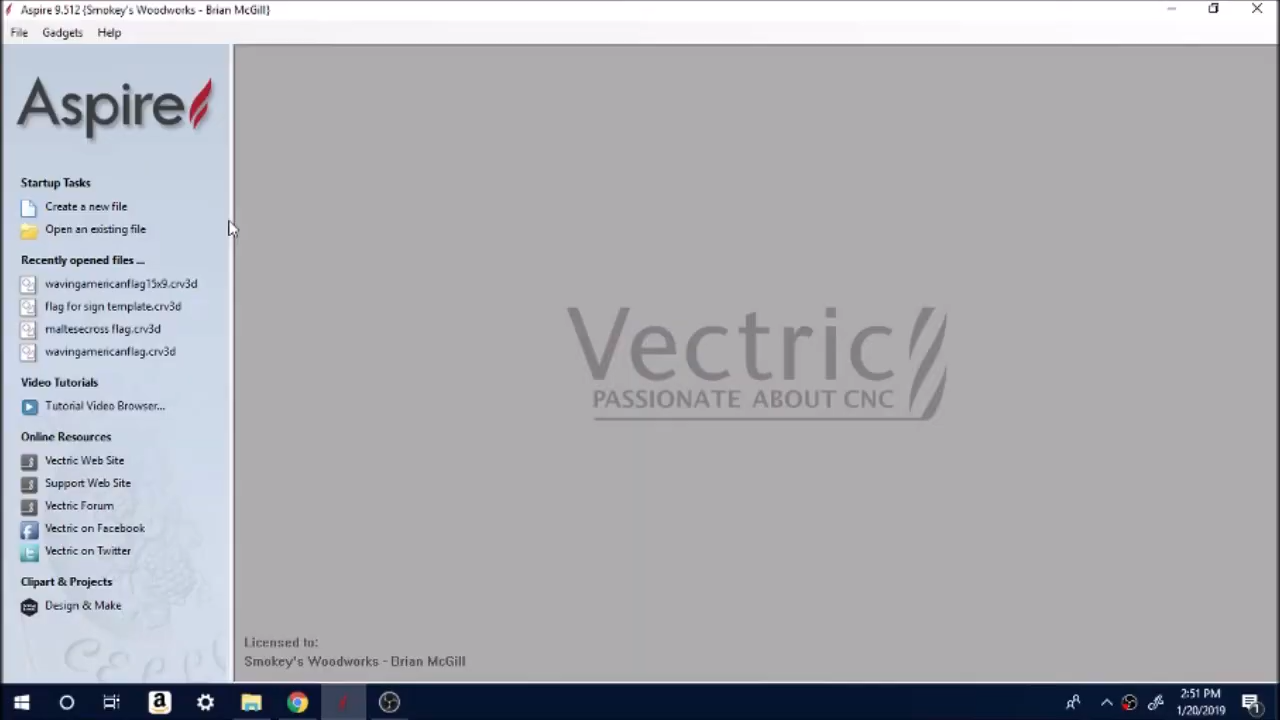 Aspire 9.512 {Smokey's Woodworks - Brian McGill}
File Gadgets Help
Aspire
Startup Tasks
Create a new file
Open an existing file
Recently opened files ...
wavingamericanflag15x9.crv3d
flag for sign template.crv3d
maltesecross flag.crv3d
wavingamericanflag.crv3d
Video Tutorials
Tutorial Video Browser...
Online Resources
Vectric Web Site
Support Web Site
Vectric Forum
Vectric on Facebook
Vectric on Twitter
Clipart & Projects
Design & Make
Vectric
PASSIONATE ABOUT CNC
Licensed to:
Smokey's Woodworks - Brian McGill
2:51 PM
1/20/2019